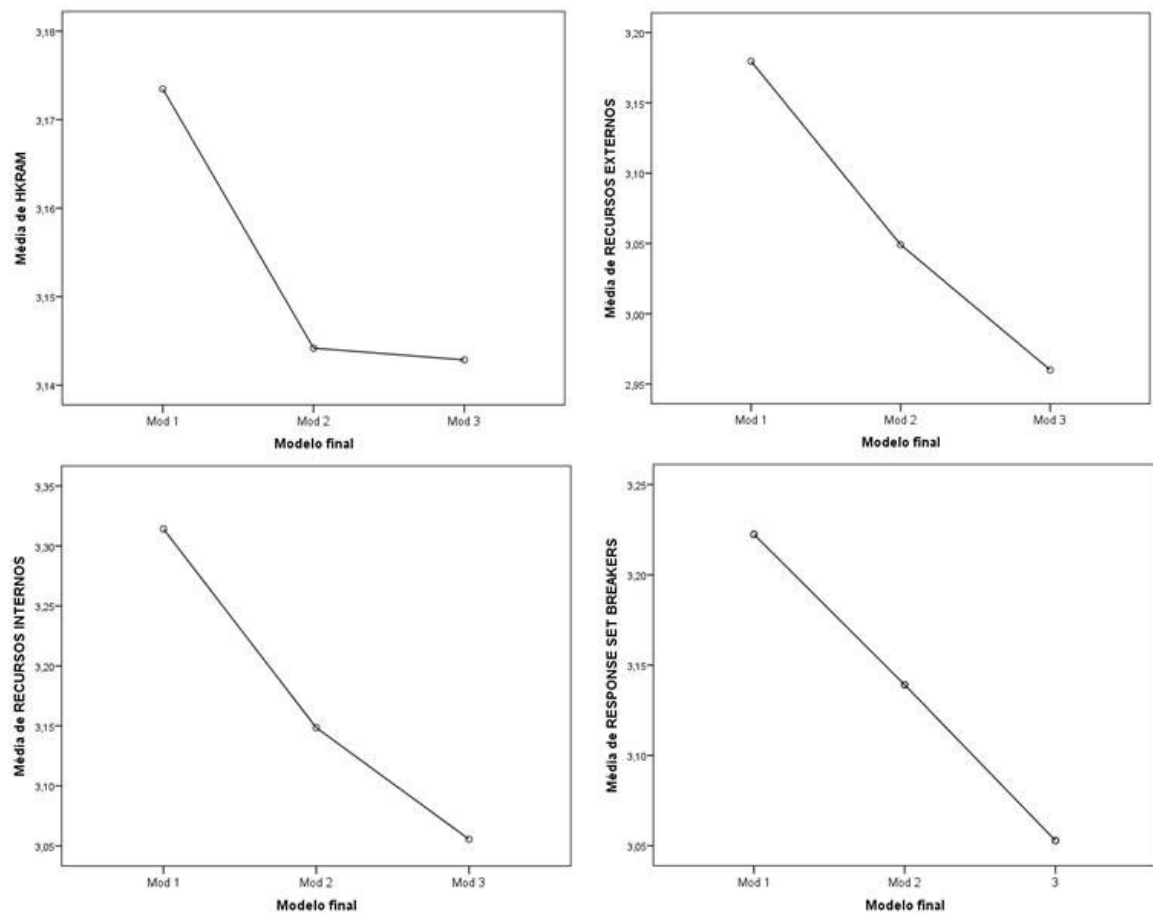 Média de HKRAM
3,18
3,17
3,16
3,15
3,14
Mod 1 Mod 2 Mod 3
Modelo final
Média de RECURSOS EXTERNOS
3,20
3,15
3,10
3,05
3,00
2,95
Mod 1 Mod 2 Mod 3
Modelo final
Média de RECURSOS INTERNOS
3,35
3,30
3,25
3,20
3,15
3,10
3,05
Mod 1 Mod 2 Mod 3
Modelo final
Média de RESPONSE SET BREAKERS
3,25
3,20
3,15
3,10
3,05
Mod 1 Mod 2 3
Modelo final